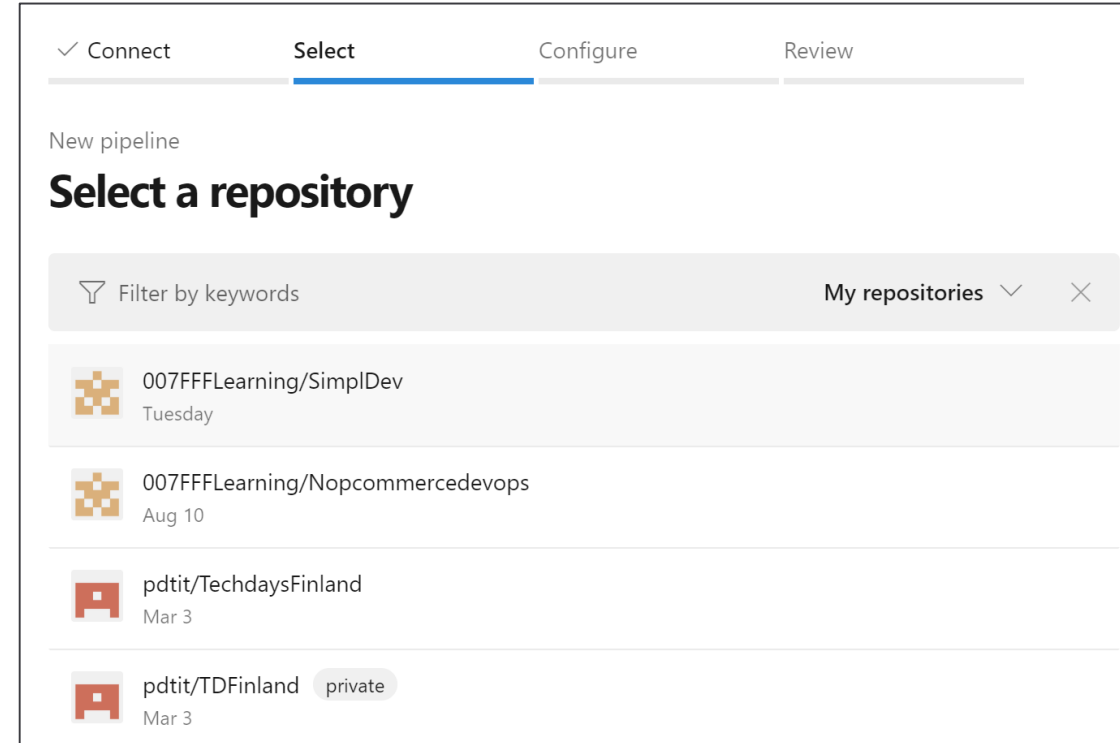 Connect
Select
Configure
Review
New pipeline
Select a repository
Filter by keywords
My repositories
007FFFLearning/SimplDev
Tuesday
007FFFLearning/Nopcommercedevops
Aug 10
pdtit/TechdaysFinland
Mar 3
pdtit/TDFinland private
Mar 3